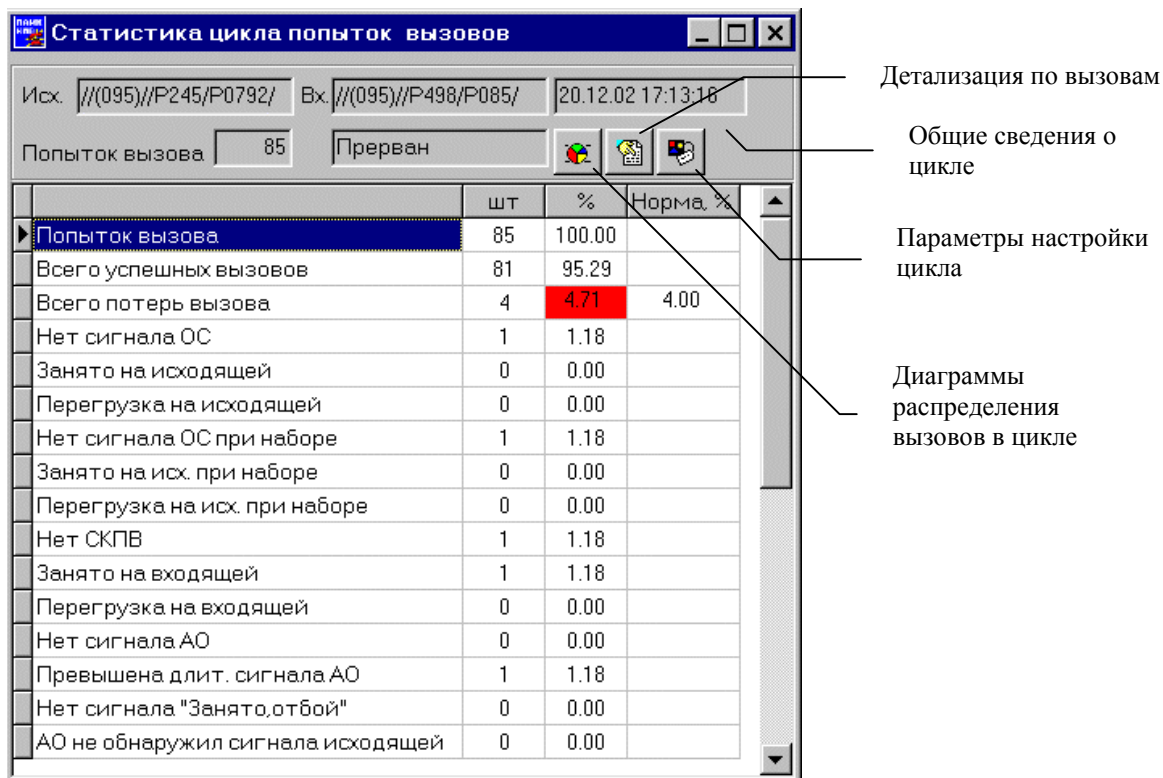 Статистика цикла попыток вызовов
Исх. //(095)//Р245/Р0792/ Вх. //(095)//Р498/Р085/ 20.12.02 17:13:16
Попыток вызова 85 Прерван
шт % Норма, %
Попыток вызова 85 100.00
Всего успешных вызовов 81 95.29
Всего потерь вызова 4 4.71 4.00
Нет сигнала ОС 1 1.18
Занято на исходящей 0 0.00
Перегрузка на исходящей 0 0.00
Нет сигнала ОС при наборе 1 1.18
Занято на исх. при наборе 0 0.00
Перегрузка на исх. при наборе 0 0.00
Нет СКПВ 1 1.18
Занято на входящей 1 1.18
Перегрузка на входящей 0 0.00
Нет сигнала АО 0 0.00
Превышена длит. сигнала АО 1 1.18
Нет сигнала "Занято,отбой" 0 0.00
АО не обнаружил сигнала исходящей 0 0.00
Детализация по вызовам
Общие сведения о
цикле
Параметры настройки
цикла
Диаграммы
распределения
вызовов в цикле